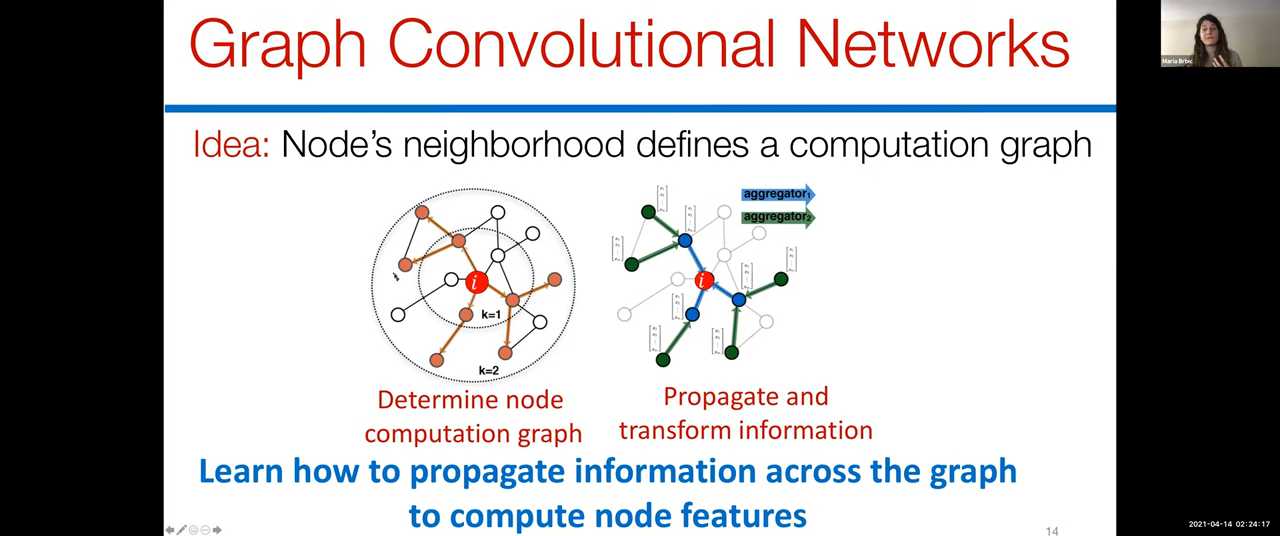 Graph Convolutional Networks
Maria Brbic
Idea: Node's neighborhood defines a computation graph
aggregator₁
aggregator₂
i
i
k=1
k=2
Determine node
computation graph
Propagate and
transform information
Learn how to propagate information across the graph
to compute node features
14
2021-04-14 02:24:17